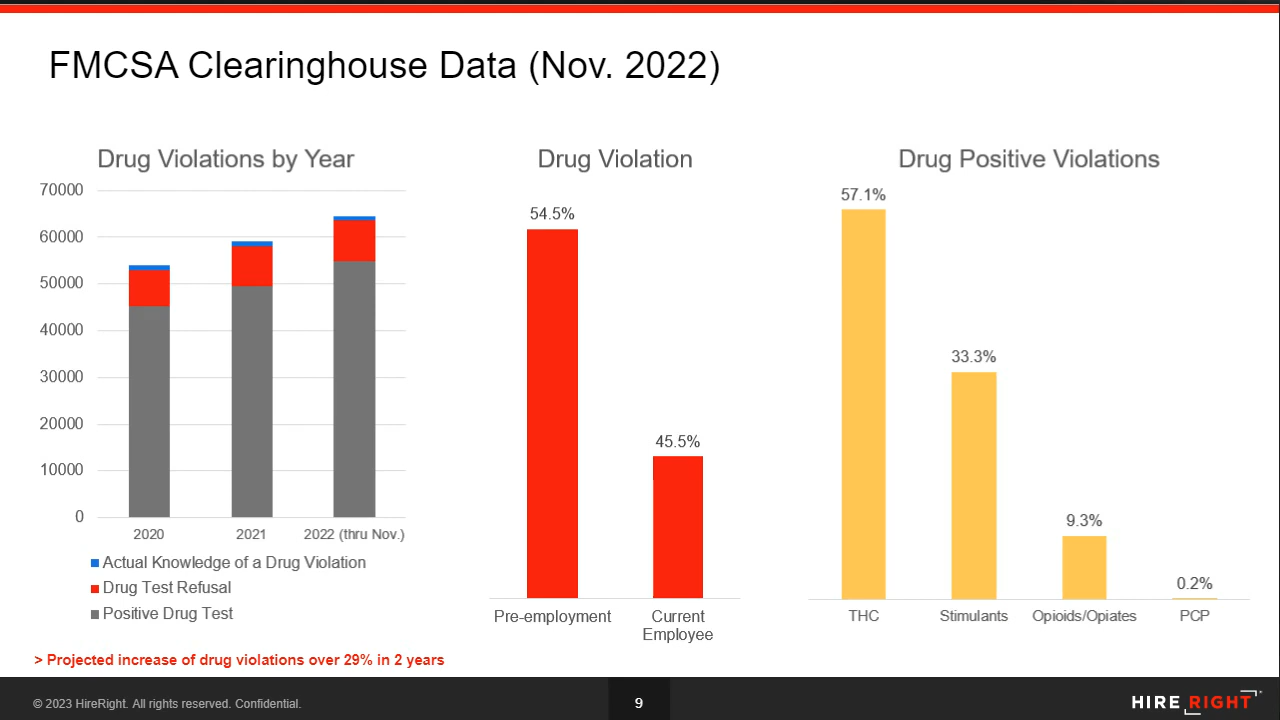 FMCSA Clearinghouse Data (Nov. 2022)
Drug Violations by Year
70000
60000
50000
40000
30000
20000
10000
0
2020
2021
2022 (thru Nov.)
Actual Knowledge of a Drug Violation
Drug Test Refusal
Positive Drug Test
> Projected increase of drug violations over 29% in 2 years
Drug Violation
54.5%
45.5%
Pre-employment
Current
Employee
Drug Positive Violations
57.1%
33.3%
9.3%
0.2%
THC
Stimulants
Opioids/Opiates
PCP
© 2023 HireRight. All rights reserved. Confidential.
9
HIRE RIGHT